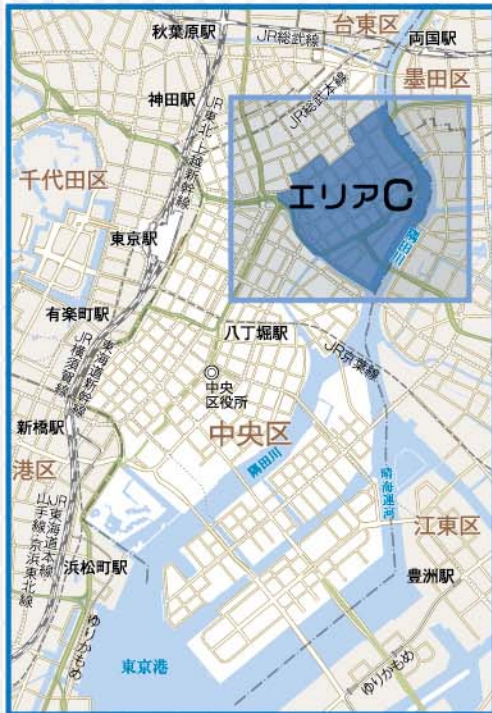 台東区
秋葉原駅
JR総武線
両国駅
墨田区
神田駅
JR東北・上越新幹線
JR総武本線
千代田区
エリアC
東京駅
隅田川
有楽町駅
八丁堀駅
JR京葉線
東海道新幹線
JR横須賀線
中央
区役所
新橋駅
中央区
隅田川
港区
晴海運河
江東区
JR東海道本線
山手線・京浜東北線
浜松町駅
豊洲駅
ゆりかもめ
東京港
ゆりかもめ